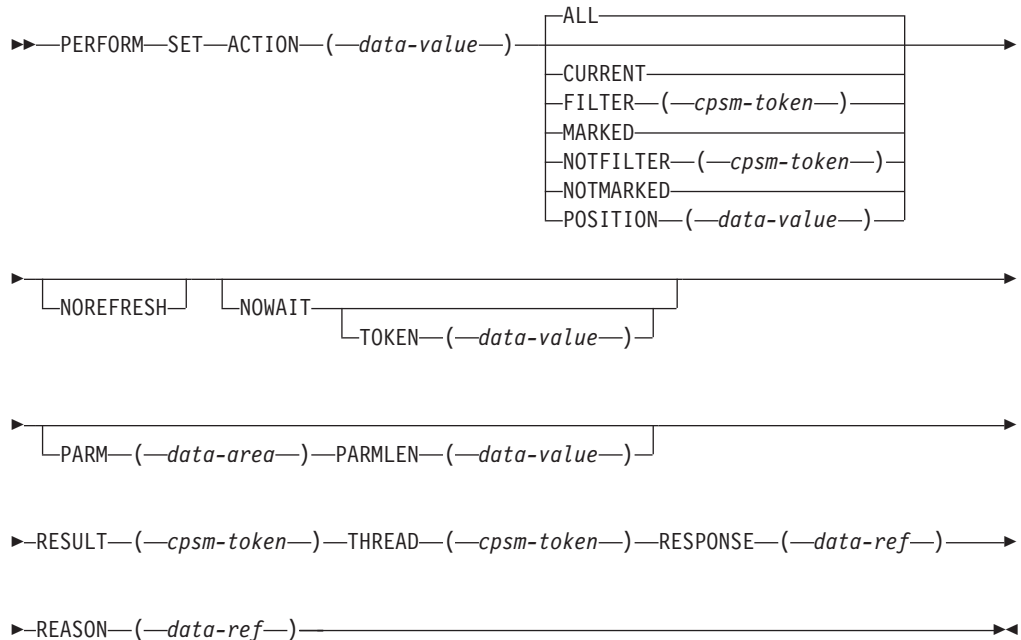 ALL
PERFORM SET ACTION ( data-value )
CURRENT
FILTER ( cpsm-token )
MARKED
NOTFILTER ( cpsm-token )
NOTMARKED
POSITION ( data-value )
NOREFRESH NOWAIT
TOKEN ( data-value )
PARM ( data-area ) PARMLEN ( data-value )
RESULT ( cpsm-token ) THREAD ( cpsm-token ) RESPONSE ( data-ref )
REASON ( data-ref )